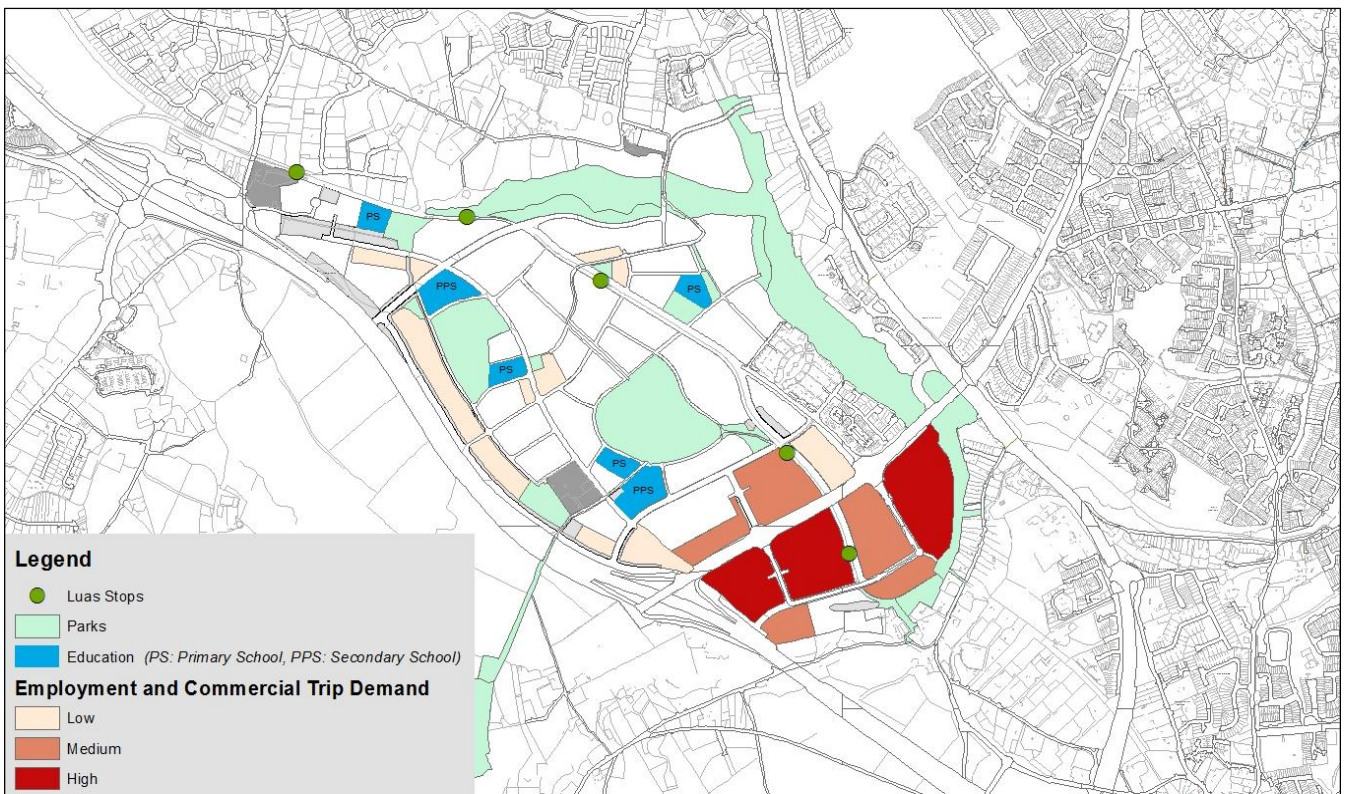 PS
PPS
PS
PS
PS
PPS
Legend
Luas Stops
Parks
Education (PS: Primary School, PPS: Secondary School)
Employment and Commercial Trip Demand
Low
Medium
High